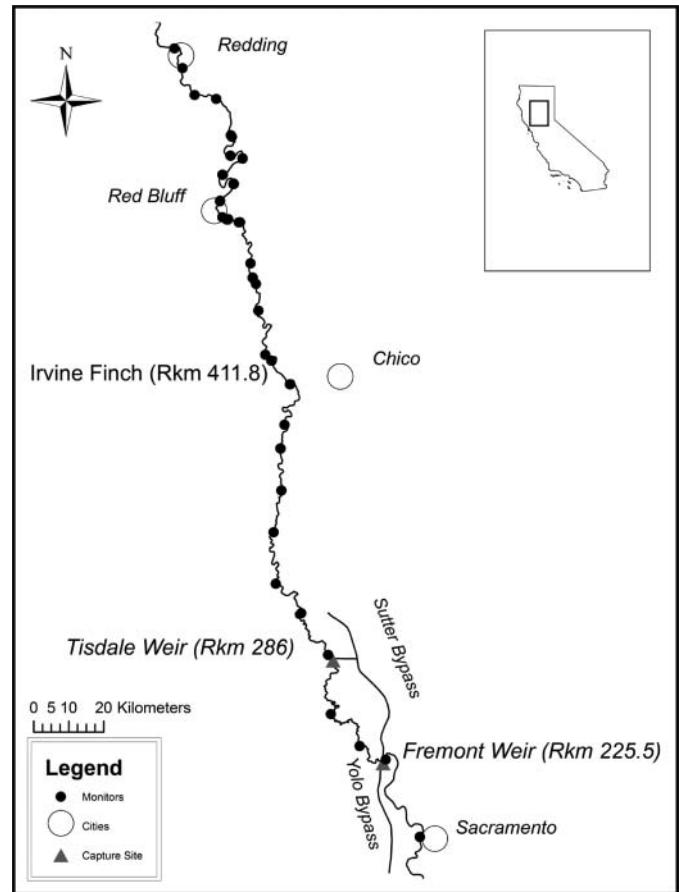 Redding
N
Red Bluff
Chico
Irvine Finch (Rkm 411.8)
Sutter Bypass
Tisdale Weir (Rkm 286)
0 5 10 20 Kilometers
Fremont Weir (Rkm 225.5)
Yolo Bypass
Legend
Monitors
Cities
Capture Site
Sacramento